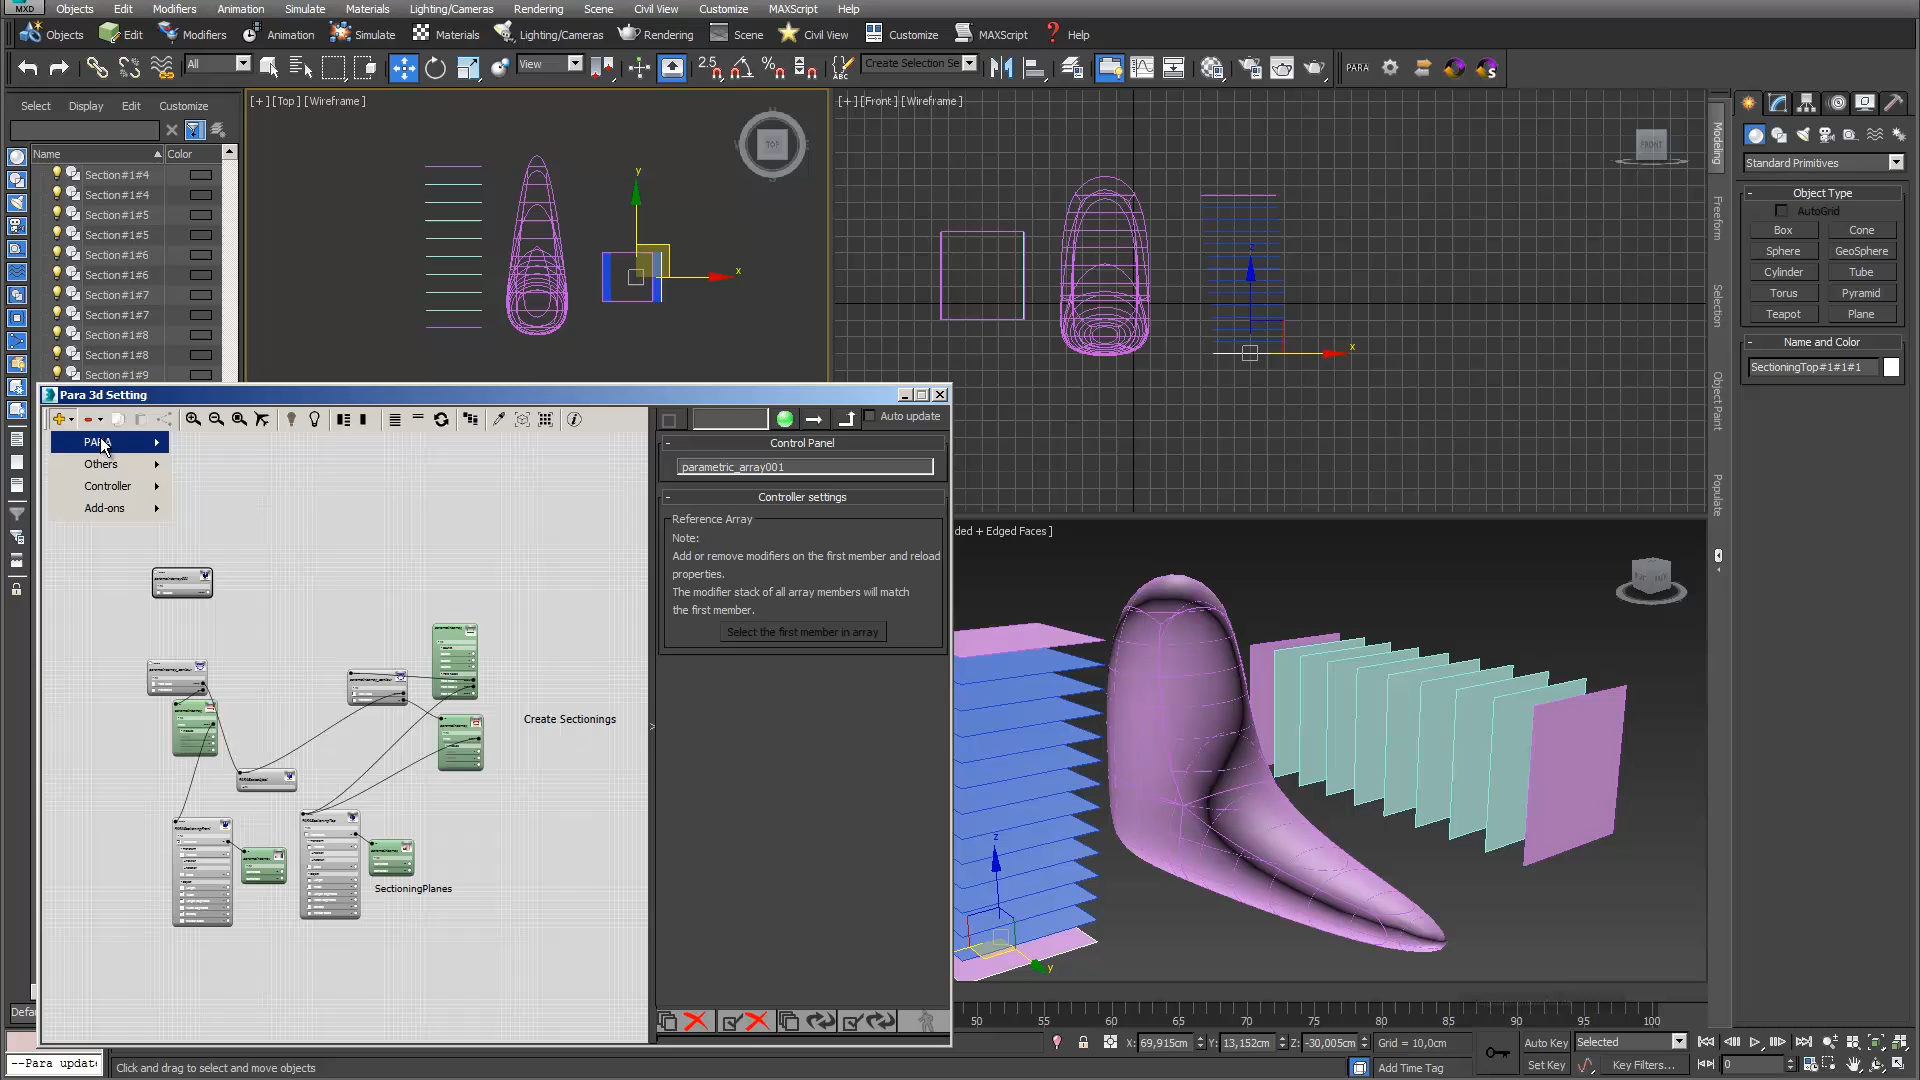 MXD
Objects Edit Modifiers Animation Simulate Materials Lighting/Cameras Rendering Scene Civil View Customize MAXScript Help
Objects Edit Modifiers Animation Simulate Materials Lighting/Cameras Rendering Scene Civil View Customize MAXScript Help
All View 2.5 Create Selection Se PARA
Select Display Edit Customize
Name Color
Section#1#4
Section#1#4
Section#1#5
Section#1#5
Section#1#6
Section#1#6
Section#1#7
Section#1#7
Section#1#8
Section#1#8
Section#1#9
[+] [Top] [Wireframe]
TOP
y
x
[+] [Front] [Wireframe]
FRONT
z
x
ded + Edged Faces ]
z
y
Modeling
Freeform
Selection
Object Paint
Populate
Standard Primitives
- Object Type
AutoGrid
Box Cone
Sphere GeoSphere
Cylinder Tube
Torus Pyramid
Teapot Plane
- Name and Color
SectioningTop#1#1#1
Para 3d Setting
Auto update
PARA
Others
Controller
Add-ons
Create Sectionings
SectioningPlanes
- Control Panel
parametric_array001
- Controller settings
Reference Array
Note:
Add or remove modifiers on the first member and reload
properties.
The modifier stack of all array members will match
the first member.
Select the first member in array
>
Defau
50 55 60 65 70 75 80 85 90 95 100
X: 69,915cm Y: 13,152cm Z: -30,005cm Grid = 10,0cm Auto Key Selected
--Para updat Click and drag to select and move objects Add Time Tag Set Key Key Filters... 0